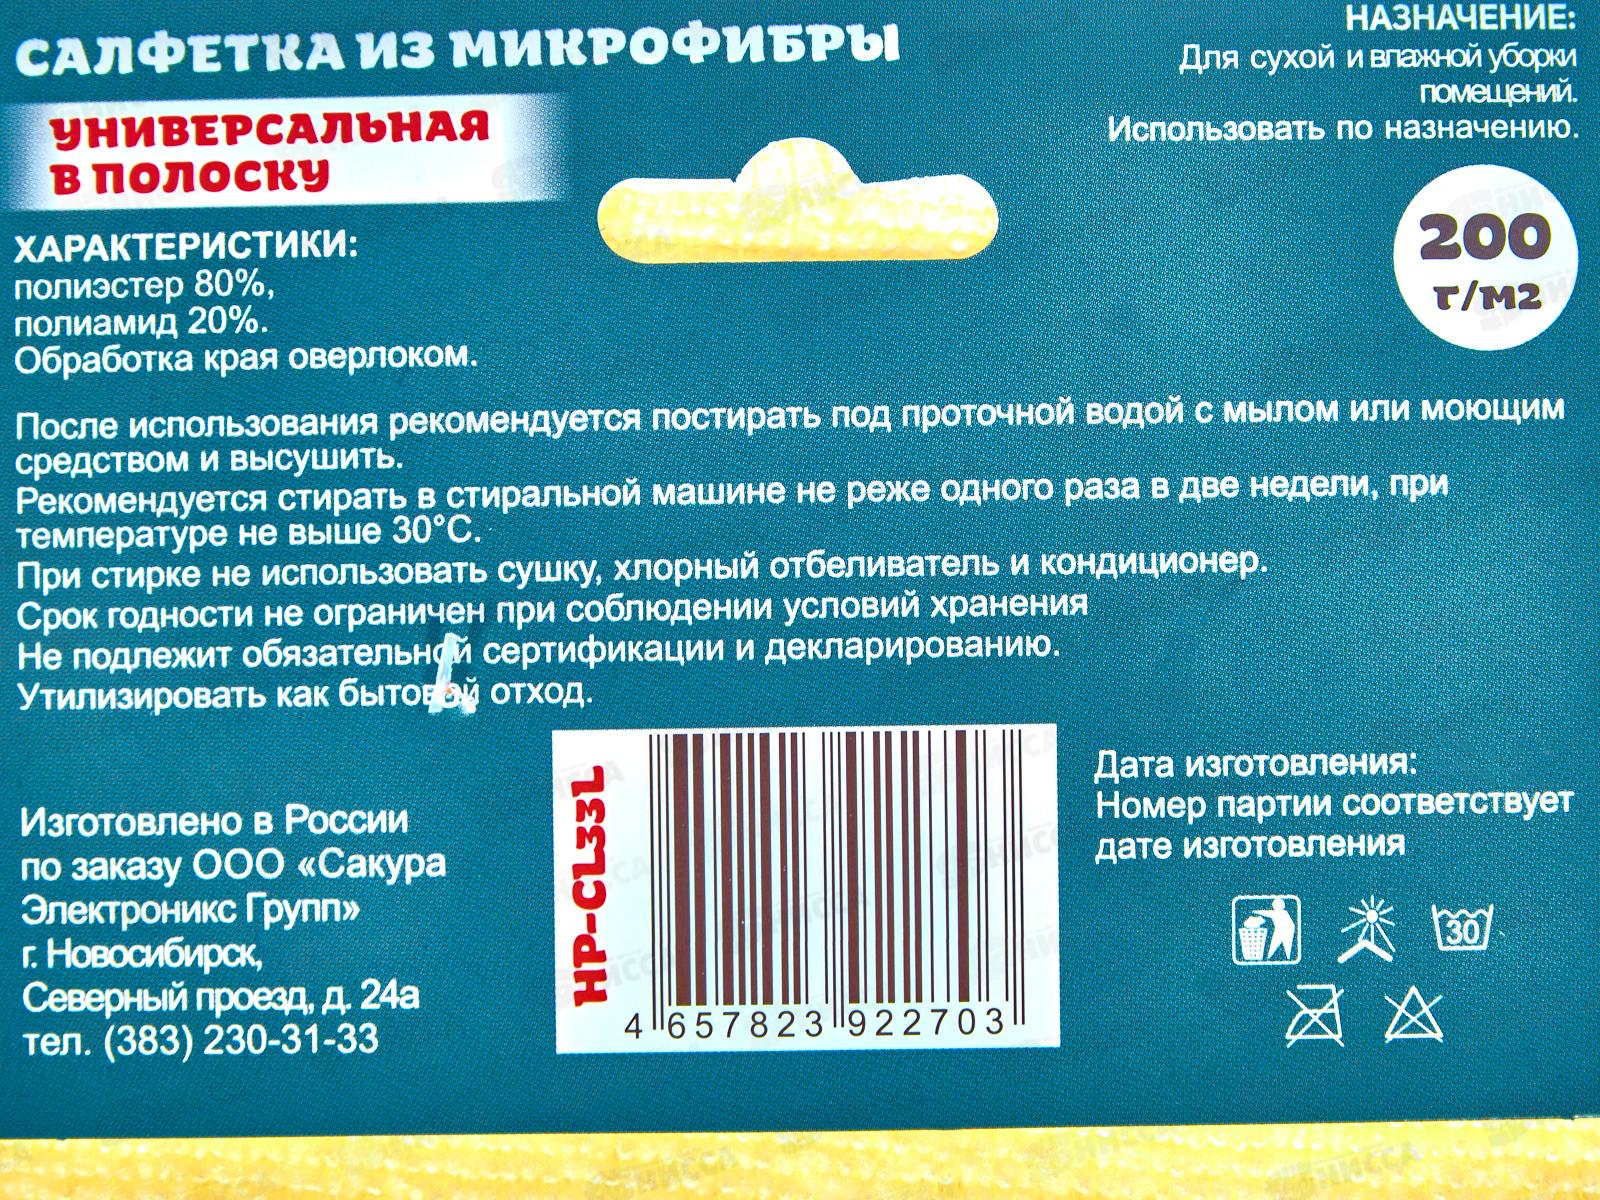 САЛФЕТКА ИЗ МИКРОФИБРЫ
УНИВЕРСАЛЬНАЯ
В ПОЛОСКУ
НАЗНАЧЕНИЕ:
Для сухой и влажной уборки
помещений.
Использовать по назначению.
200
г/м2
ХАРАКТЕРИСТИКИ:
полиэстер 80%,
полиамид 20%.
Обработка края оверлоком.
После использования рекомендуется постирать под проточной водой с мылом или моющим
средством и высушить.
Рекомендуется стирать в стиральной машине не реже одного раза в две недели, при
температуре не выше 30°C.
При стирке не использовать сушку, хлорный отбеливатель и кондиционер.
Срок годности не ограничен при соблюдении условий хранения
Не подлежит обязательной сертификации и декларированию.
Утилизировать как бытовой отход.
Изготовлено в России
по заказу ООО «Сакура
Электроникс Групп»
г. Новосибирск,
Северный проезд, д. 24а
тел. (383) 230-31-33
HP-CL33L
4 657823 922703
Дата изготовления:
Номер партии соответствует
дате изготовления
30